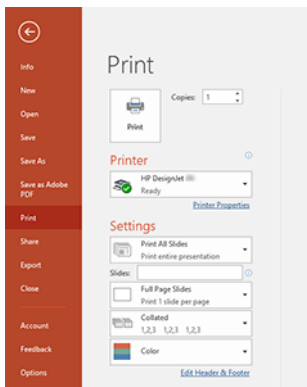 Print
Info
New
Open
Save
Save As
Save as Adobe
PDF
Print
Share
Export
Close
Account
Feedback
Options
Copies: 1
Print
Printer
HP DesignJet
Ready
Printer Properties
Settings
Print All Slides
Print entire presentation
Slides:
Full Page Slides
Print 1 slide per page
Collated
1,2,3 1,2,3 1,2,3
Color
Edit Header & Footer